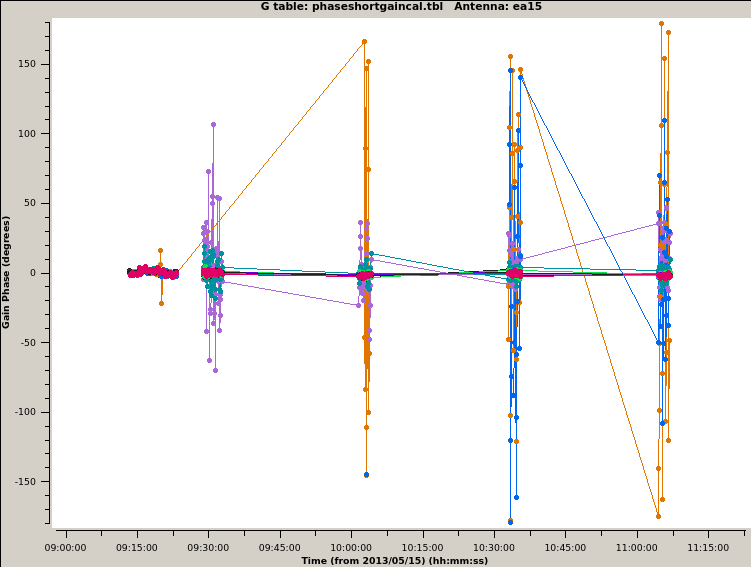 G table: phaseshortgaincal.tbl   Antenna: ea15
150
100
50
0
-50
-100
-150
Gain Phase (degrees)
09:00:00 09:15:00 09:30:00 09:45:00 10:00:00 10:15:00 10:30:00 10:45:00 11:00:00 11:15:00
Time (from 2013/05/15) (hh:mm:ss)